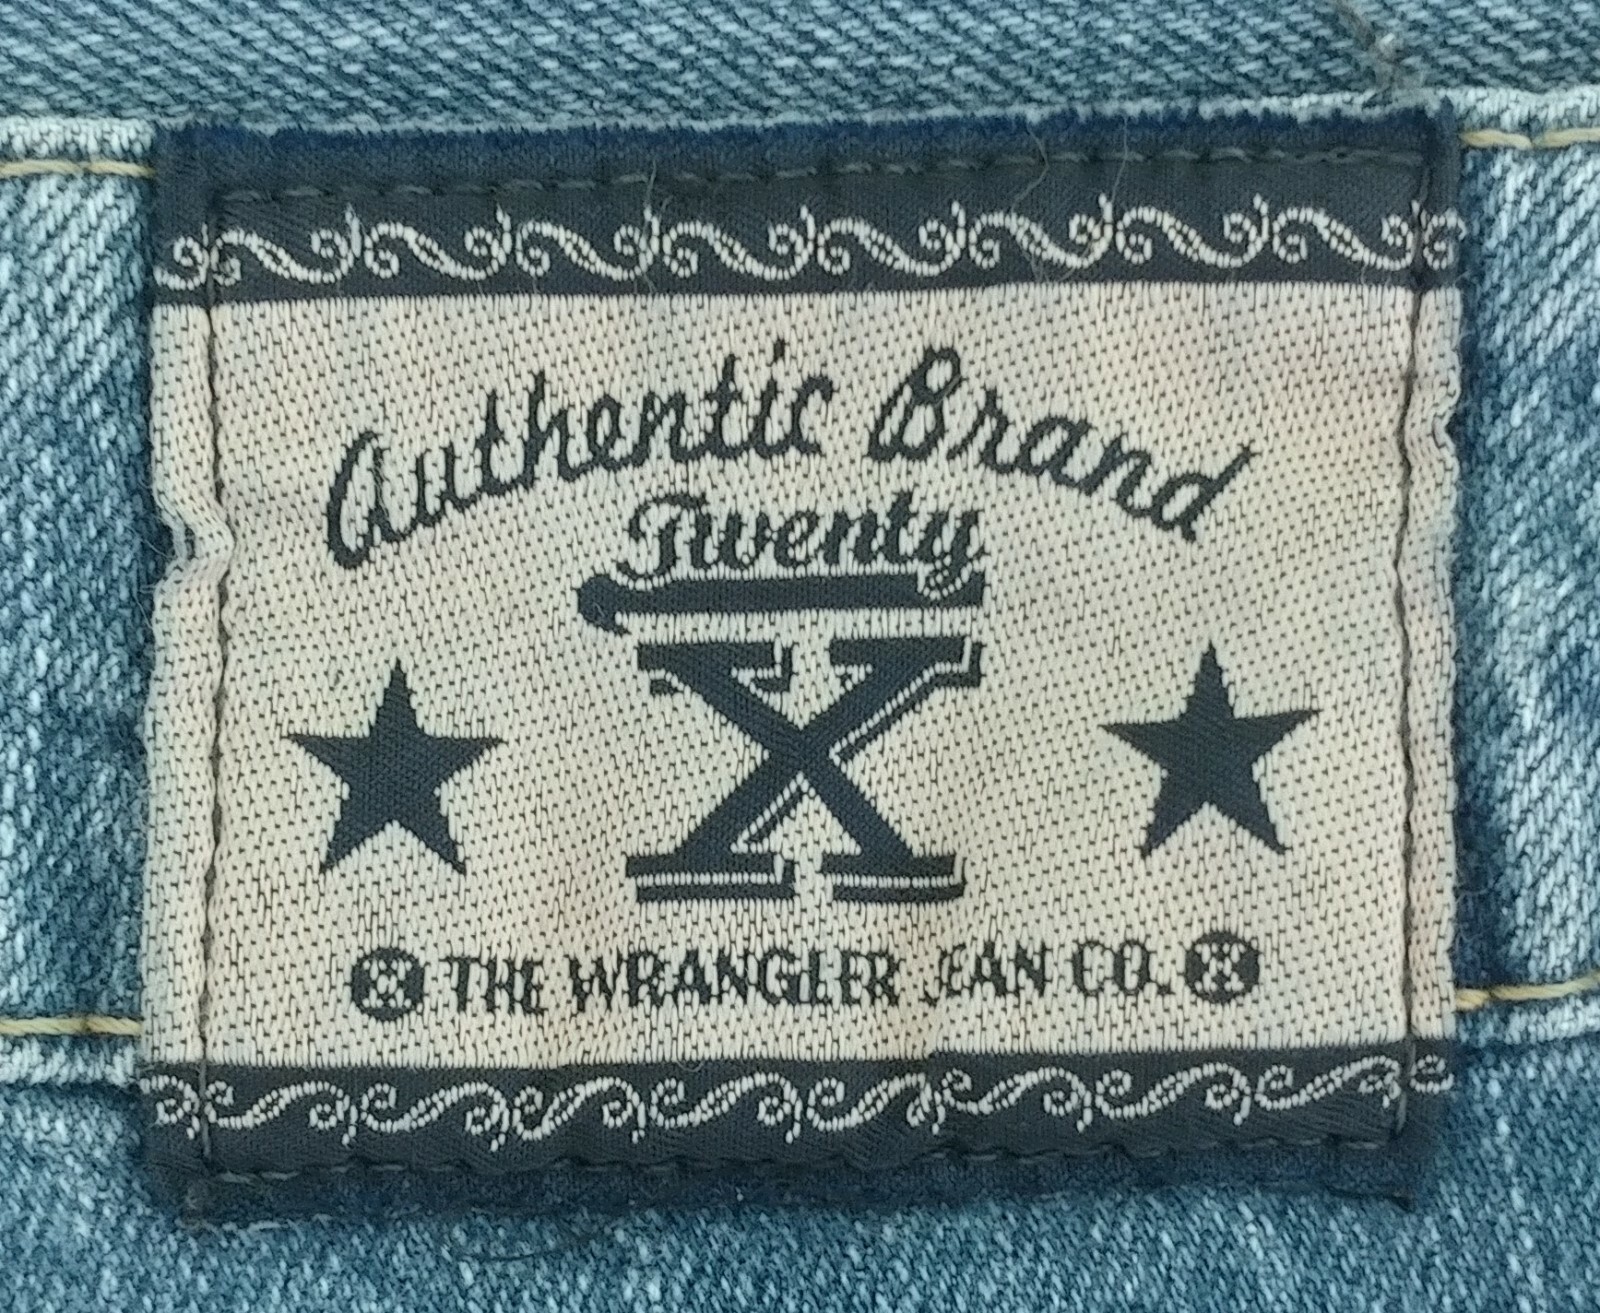 Authentic Brand
Twenty
X
THE WRANGLER JEAN CO.